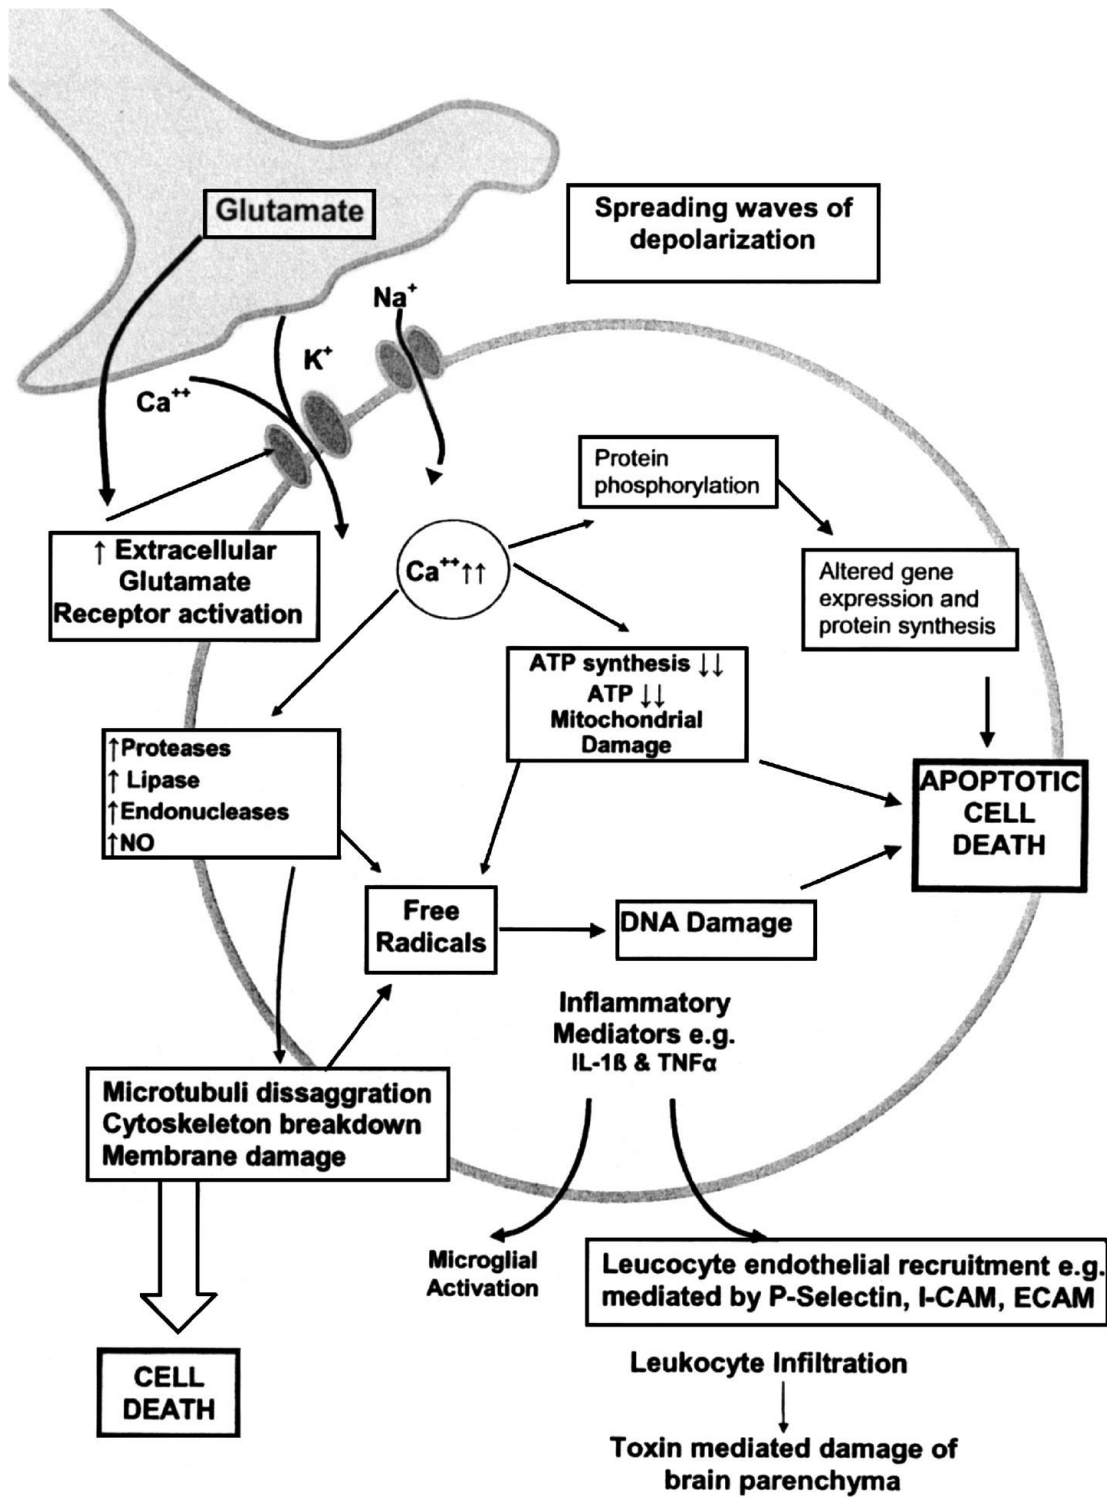 Glutamate
Spreading waves of
depolarization
Na⁺
K⁺
Ca⁺⁺
Protein
phosphorylation
↑ Extracellular
Glutamate
Receptor activation
Ca⁺⁺↑↑
Altered gene
expression and
protein synthesis
ATP synthesis ↓↓
ATP ↓↓
Mitochondrial
Damage
↑Proteases
↑ Lipase
↑Endonucleases
↑NO
APOPTOTIC
CELL
DEATH
Free
Radicals
DNA Damage
Inflammatory
Mediators e.g.
IL-1ß & TNFα
Microtubuli dissaggration
Cytoskeleton breakdown
Membrane damage
Microglial
Activation
Leucocyte endothelial recruitment e.g.
mediated by P-Selectin, I-CAM, ECAM
CELL
DEATH
Leukocyte Infiltration
Toxin mediated damage of
brain parenchyma